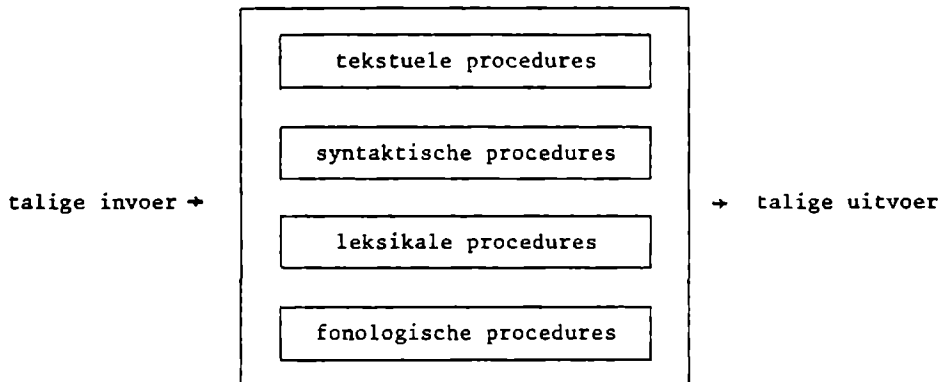 tekstuele procedures
syntaktische procedures
talige invoer → → talige uitvoer
leksikale procedures
fonologische procedures